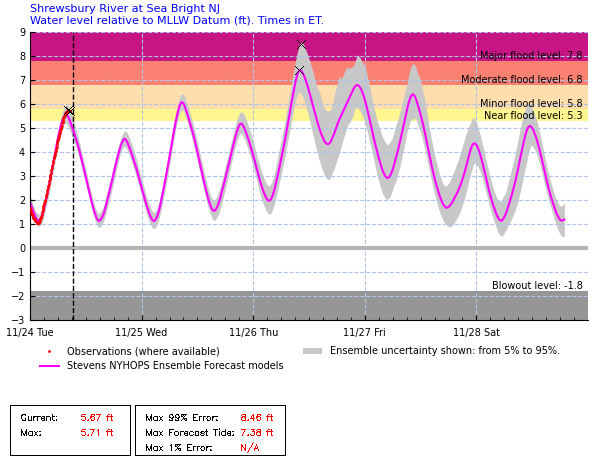 Shrewsbury River at Sea Bright NJ
Water level relative to MLLW Datum (ft). Times in ET.
9
8
7
6
5
4
3
2
1
0
−1
−2
−3
Major flood level: 7.8
Moderate flood level: 6.8
Minor flood level: 5.8
Near flood level: 5.3
Blowout level: -1.8
11/24 Tue
11/25 Wed
11/26 Thu
11/27 Fri
11/28 Sat
Observations (where available)
Stevens NYHOPS Ensemble Forecast models
Ensemble uncertainty shown: from 5% to 95%.
Current: 5.67 ft
Max: 5.71 ft
Max 99% Error: 8.46 ft
Max Forecast Tide: 7.38 ft
Max 1% Error: N/A